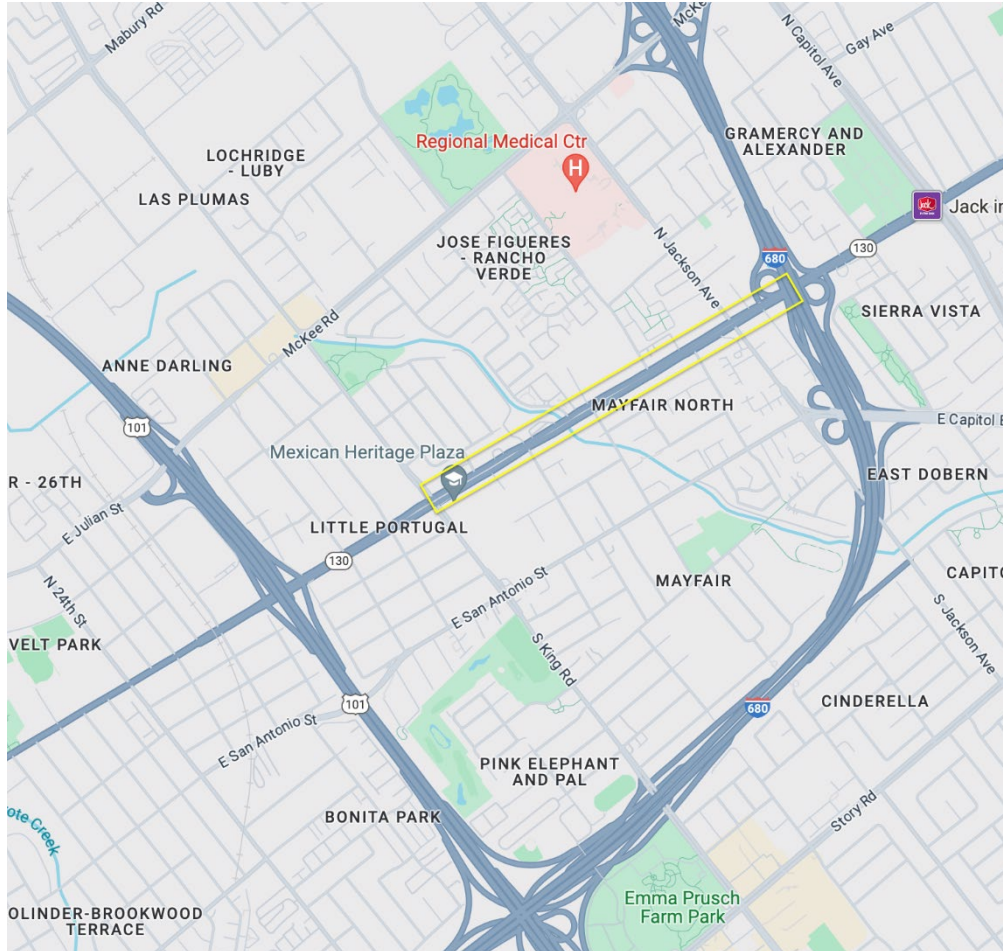 Mabury Rd
McKe
N Capitol Ave
Gay Ave
GRAMERCY AND
ALEXANDER
Regional Medical Ctr
H
LOCHRIDGE
- LUBY
LAS PLUMAS
Jack in
JOSE FIGUERES
- RANCHO
VERDE
N Jackson Ave
680
130
SIERRA VISTA
McKee Rd
ANNE DARLING
101
MAYFAIR NORTH
E Capitol E
Mexican Heritage Plaza
R - 26TH
E Julian St
LITTLE PORTUGAL
EAST DOBERN
130
N 24th St
E San Antonio St
MAYFAIR
CAPITO
VELT PARK
S King Rd
S Jackson Ave
101
E San Antonio St
680
CINDERELLA
PINK ELEPHANT
AND PAL
BONITA PARK
Story Rd
ote Creek
Emma Prusch
Farm Park
OLINDER-BROOKWOOD
TERRACE